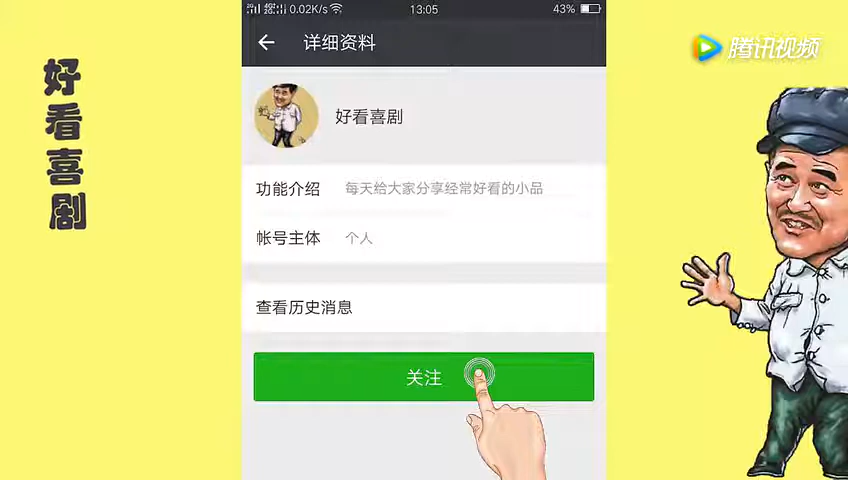 0.02K/s
13:05
43%
详细资料
腾讯视频
好看喜剧
好看喜剧
功能介绍 每天给大家分享经常好看的小品
帐号主体 个人
查看历史消息
关注